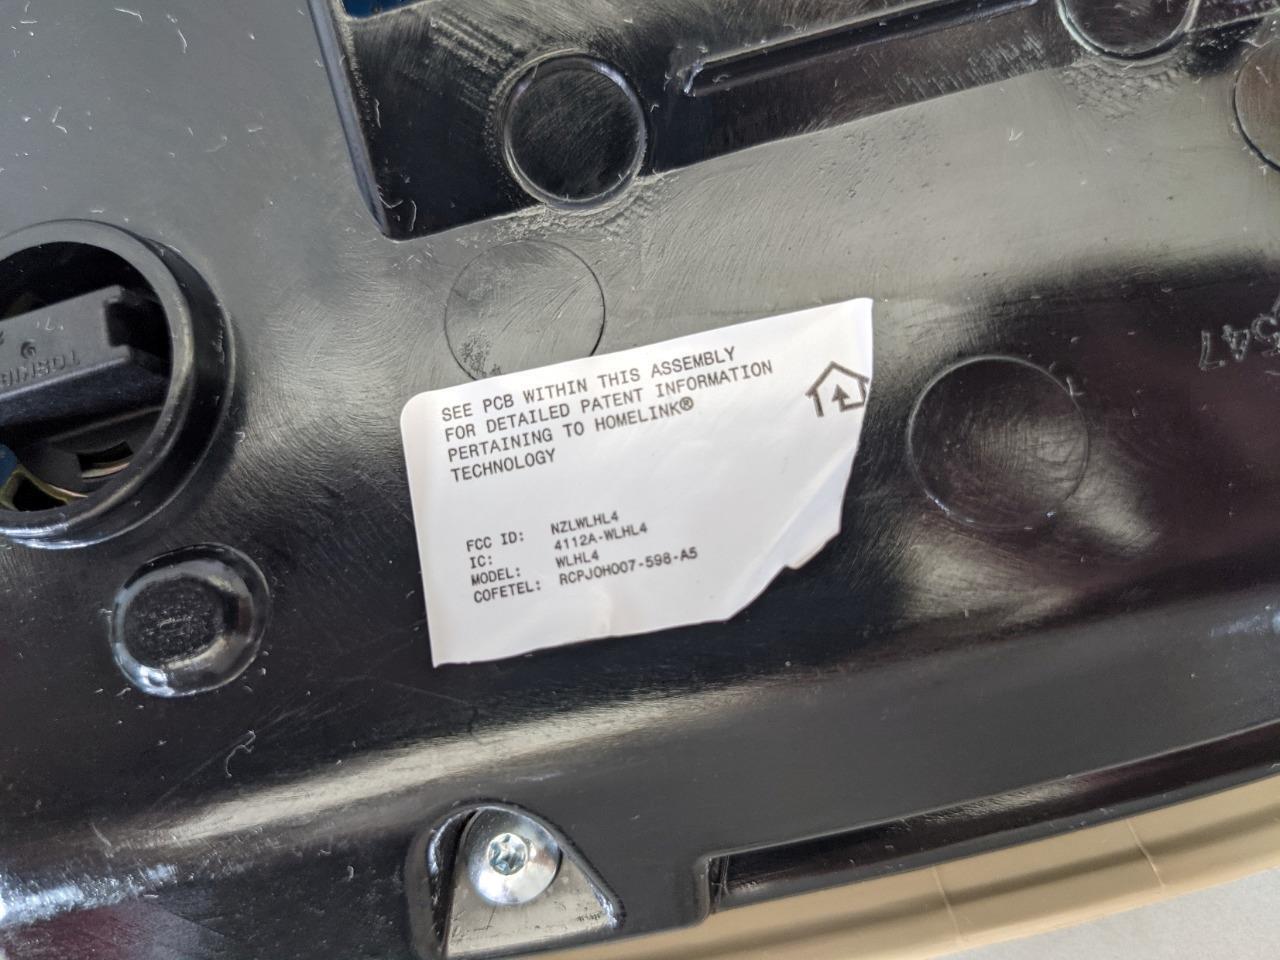 SEE PCB WITHIN THIS ASSEMBLY
FOR DETAILED PATENT INFORMATION
PERTAINING TO HOMELINK®
TECHNOLOGY
FCC ID: NZLWLHL4
IC: 4112A-WLHL4
MODEL: WLHL4
COFETEL: RCPJOHO07-598-A5